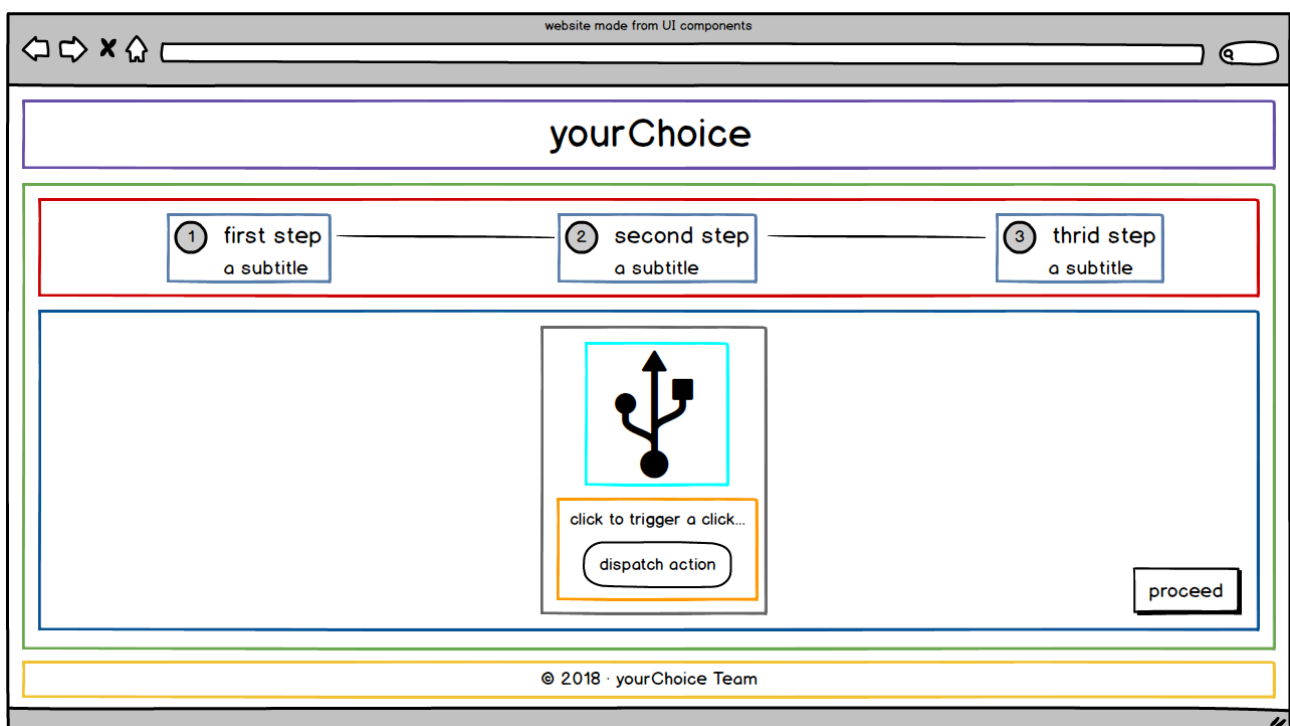 website made from UI components
yourChoice
1 first step
a subtitle
2 second step
a subtitle
3 thrid step
a subtitle
click to trigger a click...
dispatch action
proceed
© 2018 · yourChoice Team